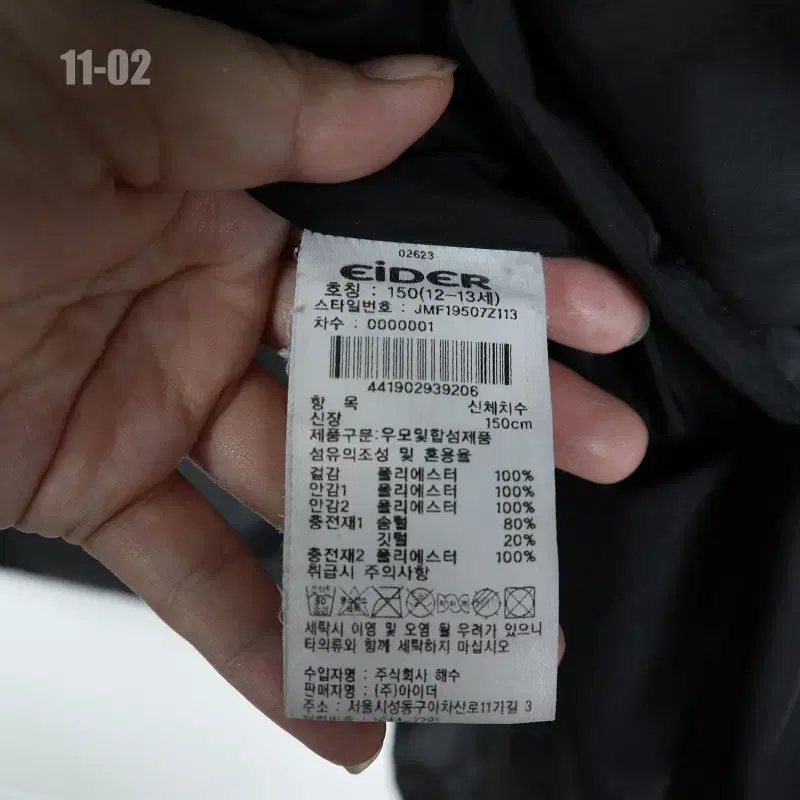 11-02
02623
EiDER
호칭 : 150(12-13세)
스타일번호 : JMF19507Z113
차수 : 0000001
441902939206
항 목 신체치수
신장 150cm
제품구분:우모및합섬제품
섬유의조성 및 혼용율
겉감 폴리에스터 100%
안감1 폴리에스터 100%
안감2 폴리에스터 100%
충전재1 솜털 80%
깃털 20%
충전재2 폴리에스터 100%
취급시 주의사항
세탁시 이염 및 오염 될 우려가 있으니
타의류와 함께 세탁하지 마십시오
수입자명 : 주식회사 해수
판매자명 : (주)아이더
주소 : 서울시성동구아차산로11가길 3